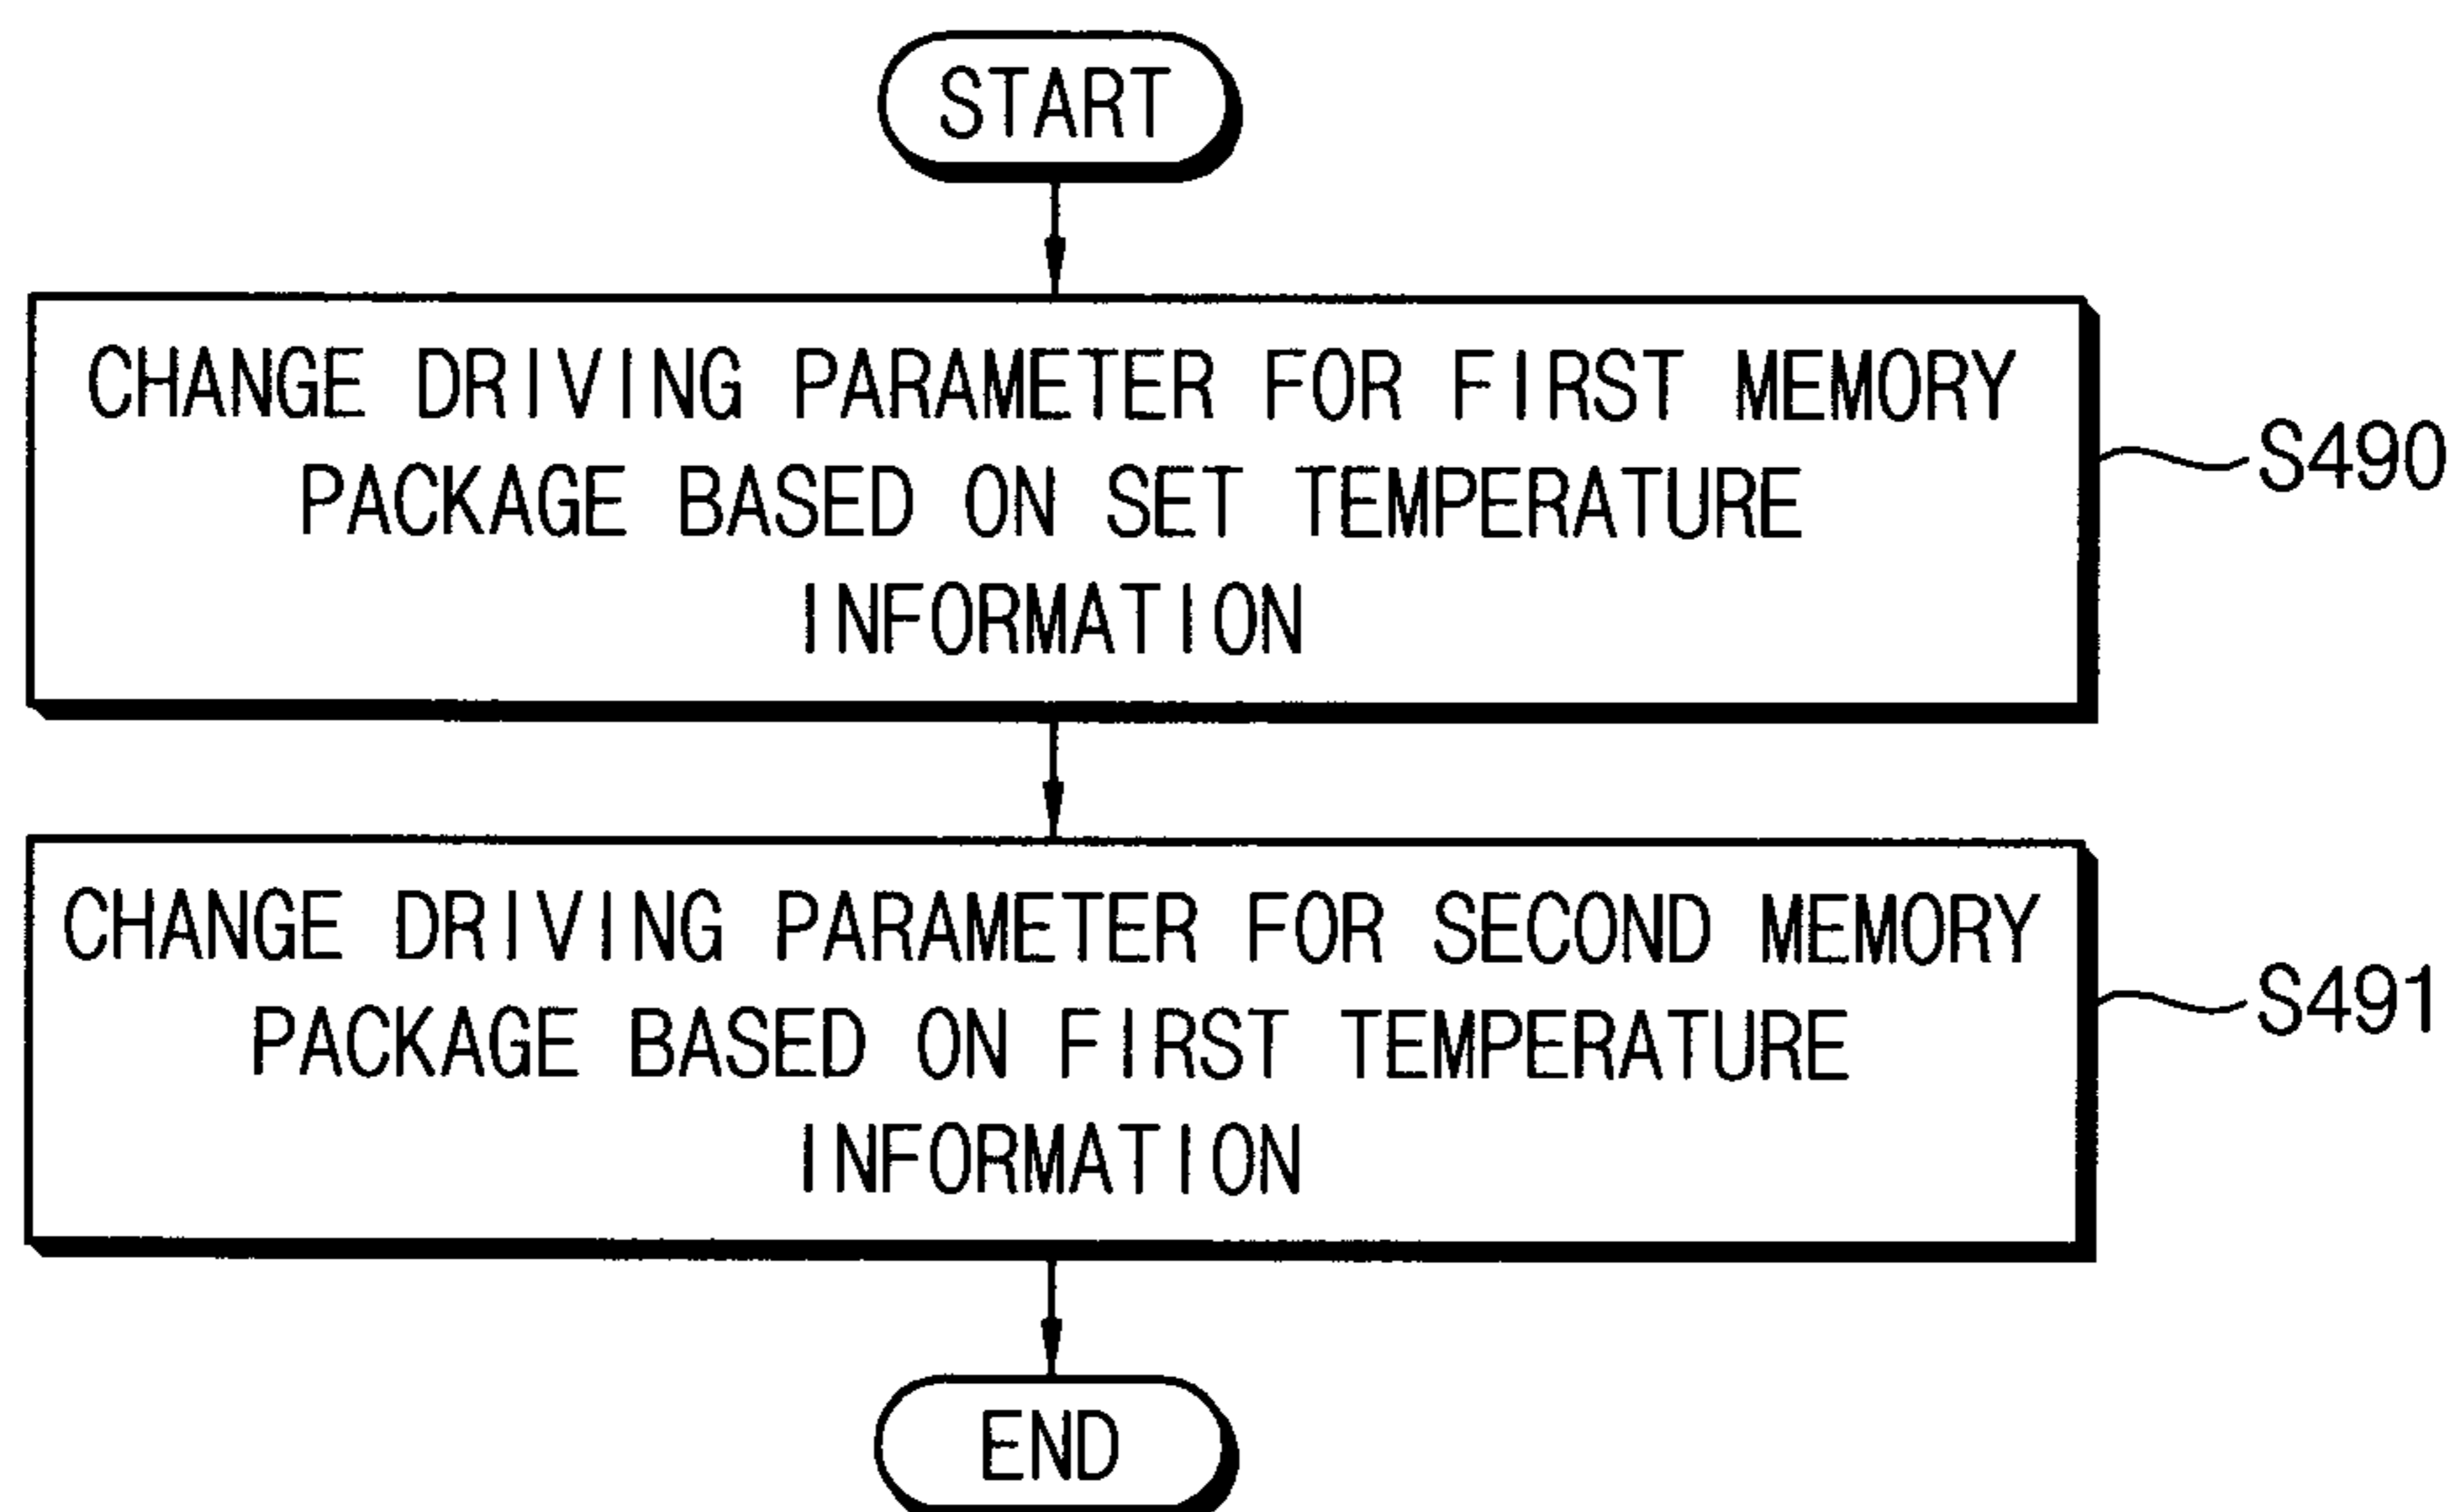 START
CHANGE DRIVING PARAMETER FOR FIRST MEMORY
PACKAGE BASED ON SET TEMPERATURE
INFORMATION
S490
CHANGE DRIVING PARAMETER FOR SECOND MEMORY
PACKAGE BASED ON FIRST TEMPERATURE
INFORMATION
S491
END